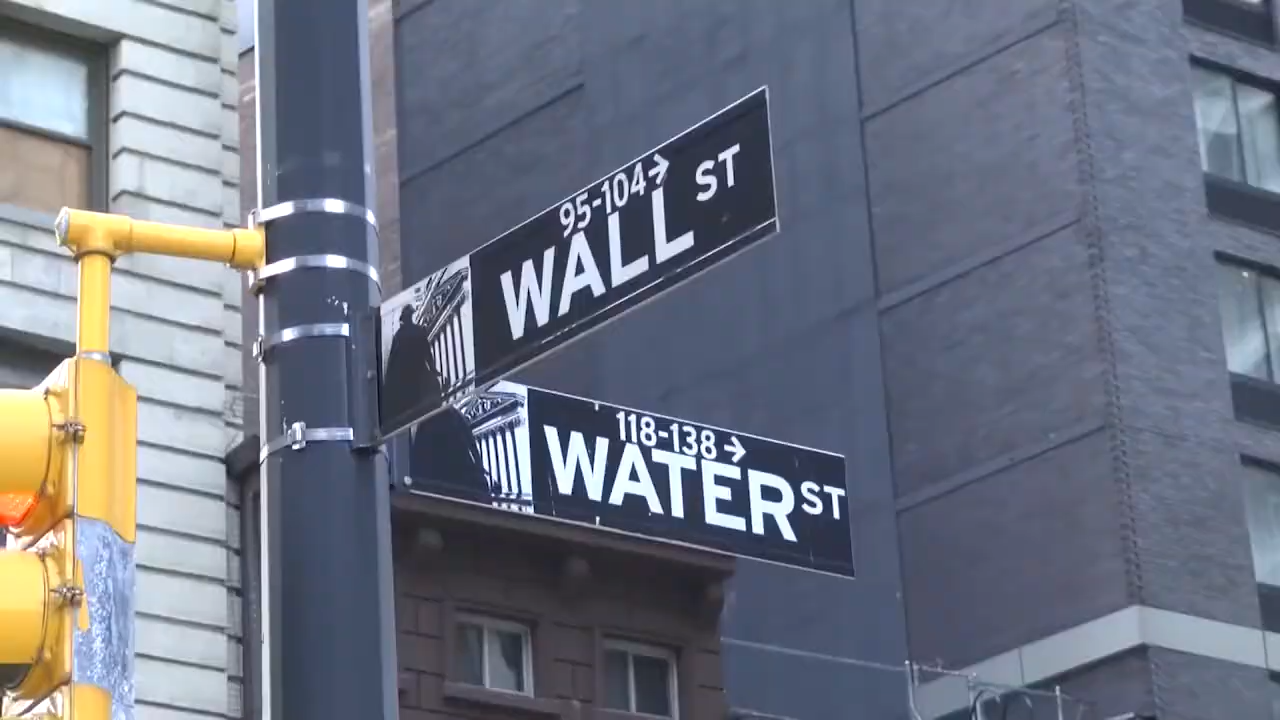 95-104→
WALL ST
118-138→
WATER ST